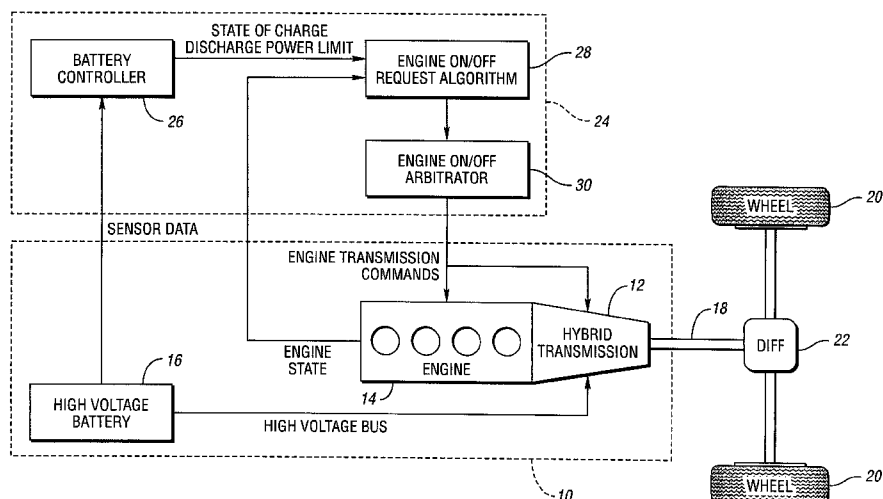 STATE OF CHARGE
DISCHARGE POWER LIMIT
BATTERY
CONTROLLER
26
ENGINE ON/OFF
REQUEST ALGORITHM
28
24
ENGINE ON/OFF
ARBITRATOR
30
SENSOR DATA
ENGINE TRANSMISSION
COMMANDS
12
HYBRID
TRANSMISSION
ENGINE
14
ENGINE
STATE
16
HIGH VOLTAGE
BATTERY
HIGH VOLTAGE BUS
10
18
DIFF
22
WHEEL
20
WHEEL
20